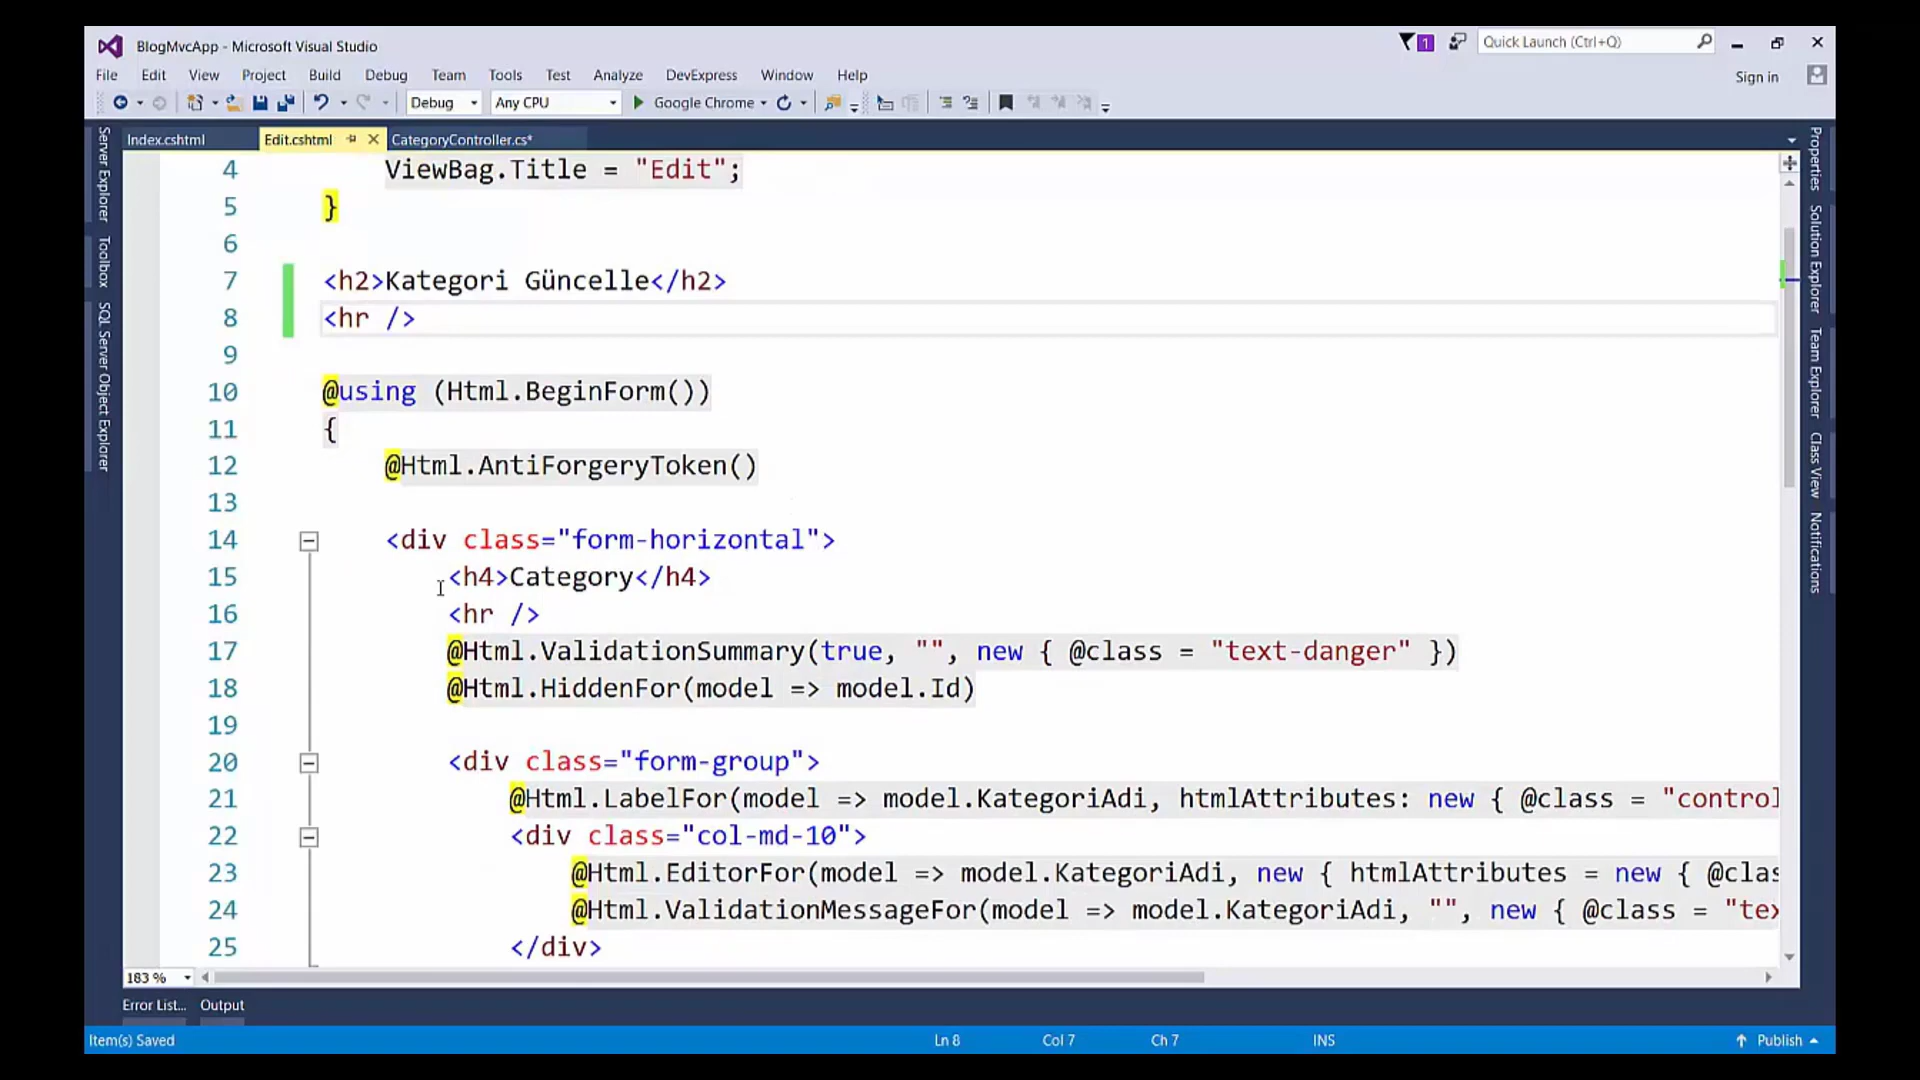 BlogMvcApp - Microsoft Visual Studio
1
Quick Launch (Ctrl+Q)
File Edit View Project Build Debug Team Tools Test Analyze DevExpress Window Help
Sign in
Debug Any CPU Google Chrome
Index.cshtml Edit.cshtml CategoryController.cs*
Server Explorer
Toolbox
SQL Server Object Explorer
4 ViewBag.Title = "Edit";
5 }
6
7 <h2>Kategori Güncelle</h2>
8 <hr />
9
10 @using (Html.BeginForm())
11 {
12 @Html.AntiForgeryToken()
13
14 <div class="form-horizontal">
15 <h4>Category</h4>
16 <hr />
17 @Html.ValidationSummary(true, "", new { @class = "text-danger" })
18 @Html.HiddenFor(model => model.Id)
19
20 <div class="form-group">
21 @Html.LabelFor(model => model.KategoriAdi, htmlAttributes: new { @class = "control
22 <div class="col-md-10">
23 @Html.EditorFor(model => model.KategoriAdi, new { htmlAttributes = new { @clas
24 @Html.ValidationMessageFor(model => model.KategoriAdi, "", new { @class = "tex
25 </div>
Properties
Solution Explorer
Team Explorer
Class View
Notifications
183 %
Error List... Output
Item(s) Saved Ln 8 Col 7 Ch 7 INS Publish